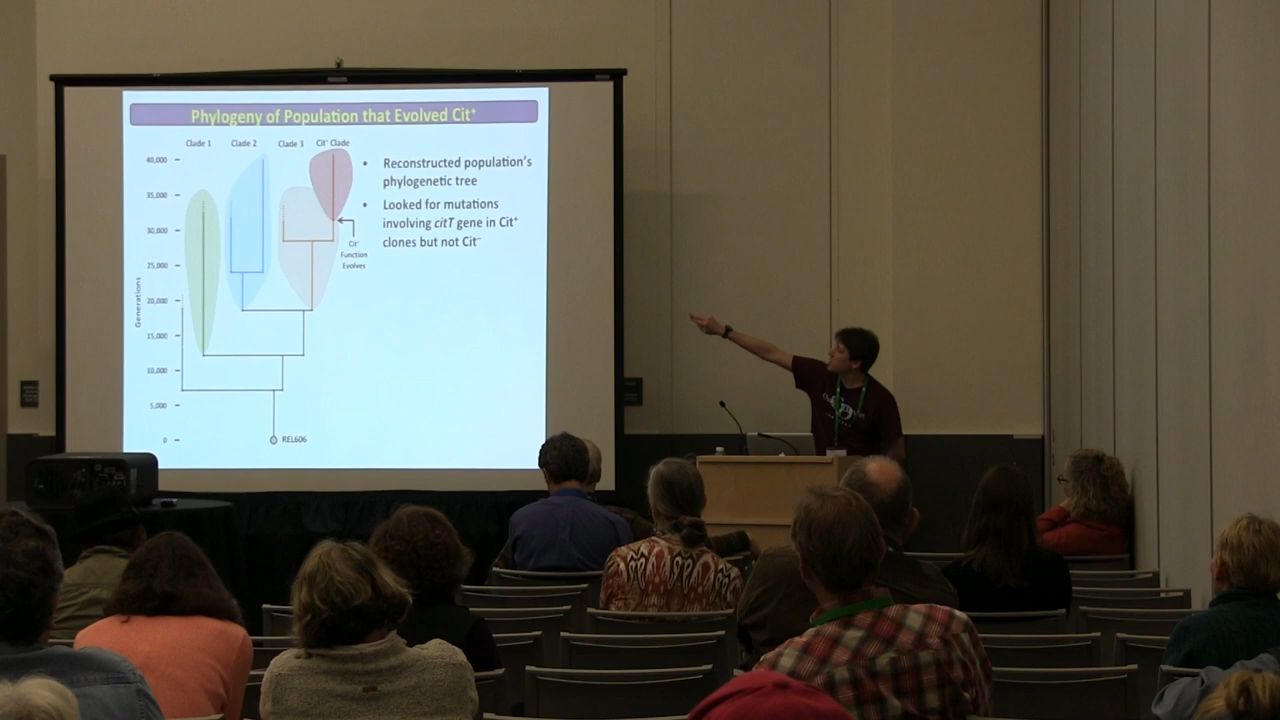 Phylogeny of Population that Evolved Cit⁺
Clade 1
Clade 2
Clade 3
Cit⁺ Clade
40,000
35,000
30,000
25,000
20,000
15,000
10,000
5,000
0
Generations
REL606
Cit⁺
Function
Evolves
• Reconstructed population's
phylogenetic tree
• Looked for mutations
involving citT gene in Cit⁺
clones but not Cit⁻